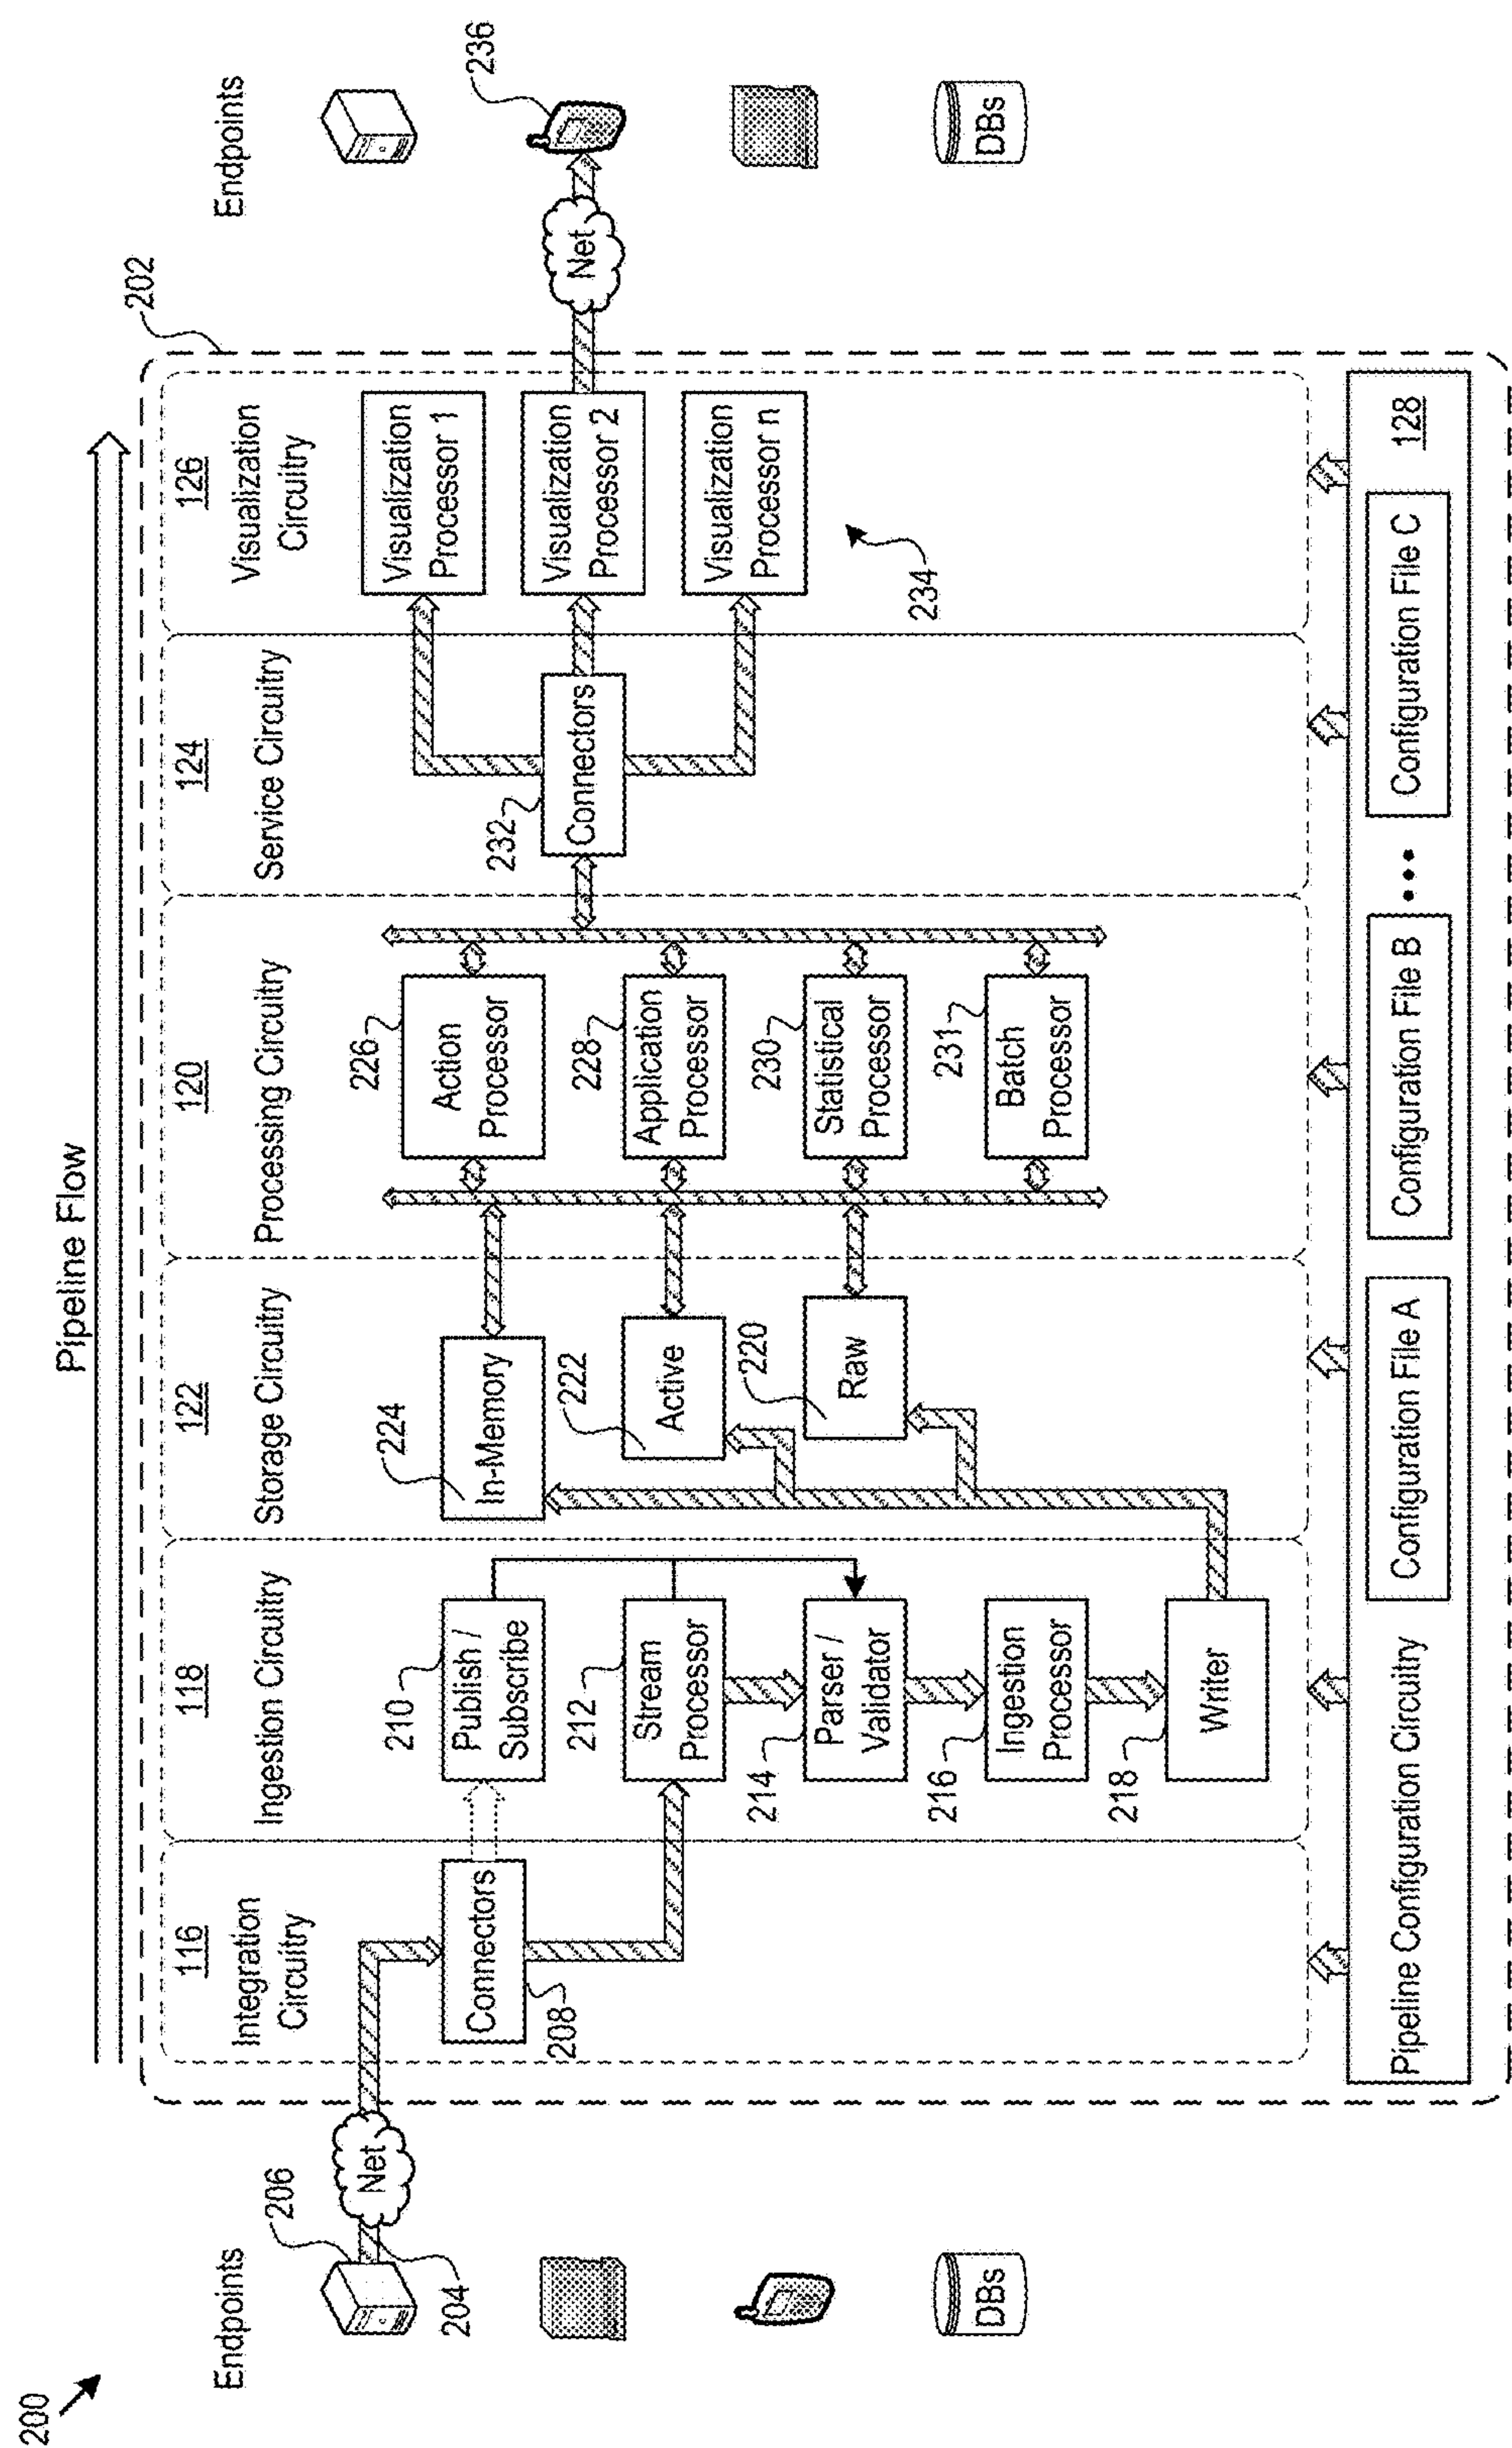 200
Pipeline Flow
202
Endpoints
206
204
Net
DBs
116
Integration
Circuitry
Connectors
208
118
Ingestion Circuitry
210
Publish /
Subscribe
212
Stream
Processor
214
Parser /
Validator
216
Ingestion
Processor
218
Writer
122
Storage Circuitry
224
In-Memory
222
Active
220
Raw
120
Processing Circuitry
226
Action
Processor
228
Application
Processor
230
Statistical
Processor
231
Batch
Processor
124
Service Circuitry
232
Connectors
126
Visualization
Circuitry
Visualization
Processor 1
Visualization
Processor 2
Visualization
Processor n
234
Endpoints
Net
236
DBs
Pipeline Configuration Circuitry
Configuration File A
Configuration File B
•••
Configuration File C
128